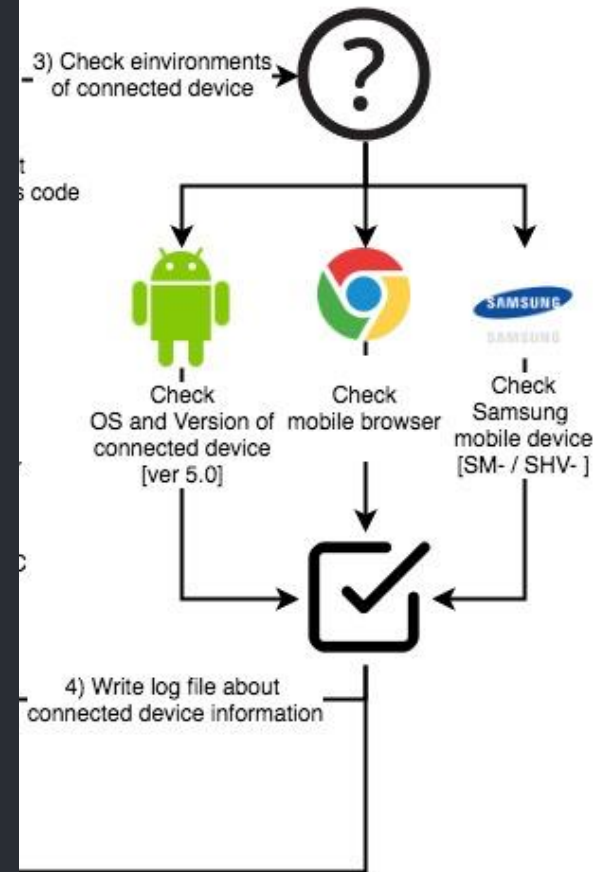 3) Check einvironments
of connected device
t
s code
SAMSUNG
SAMSUNG
Check
OS and Version of
connected device
[ver 5.0]
Check
mobile browser
Check
Samsung
mobile device
[SM- / SHV- ]
4) Write log file about
connected device information